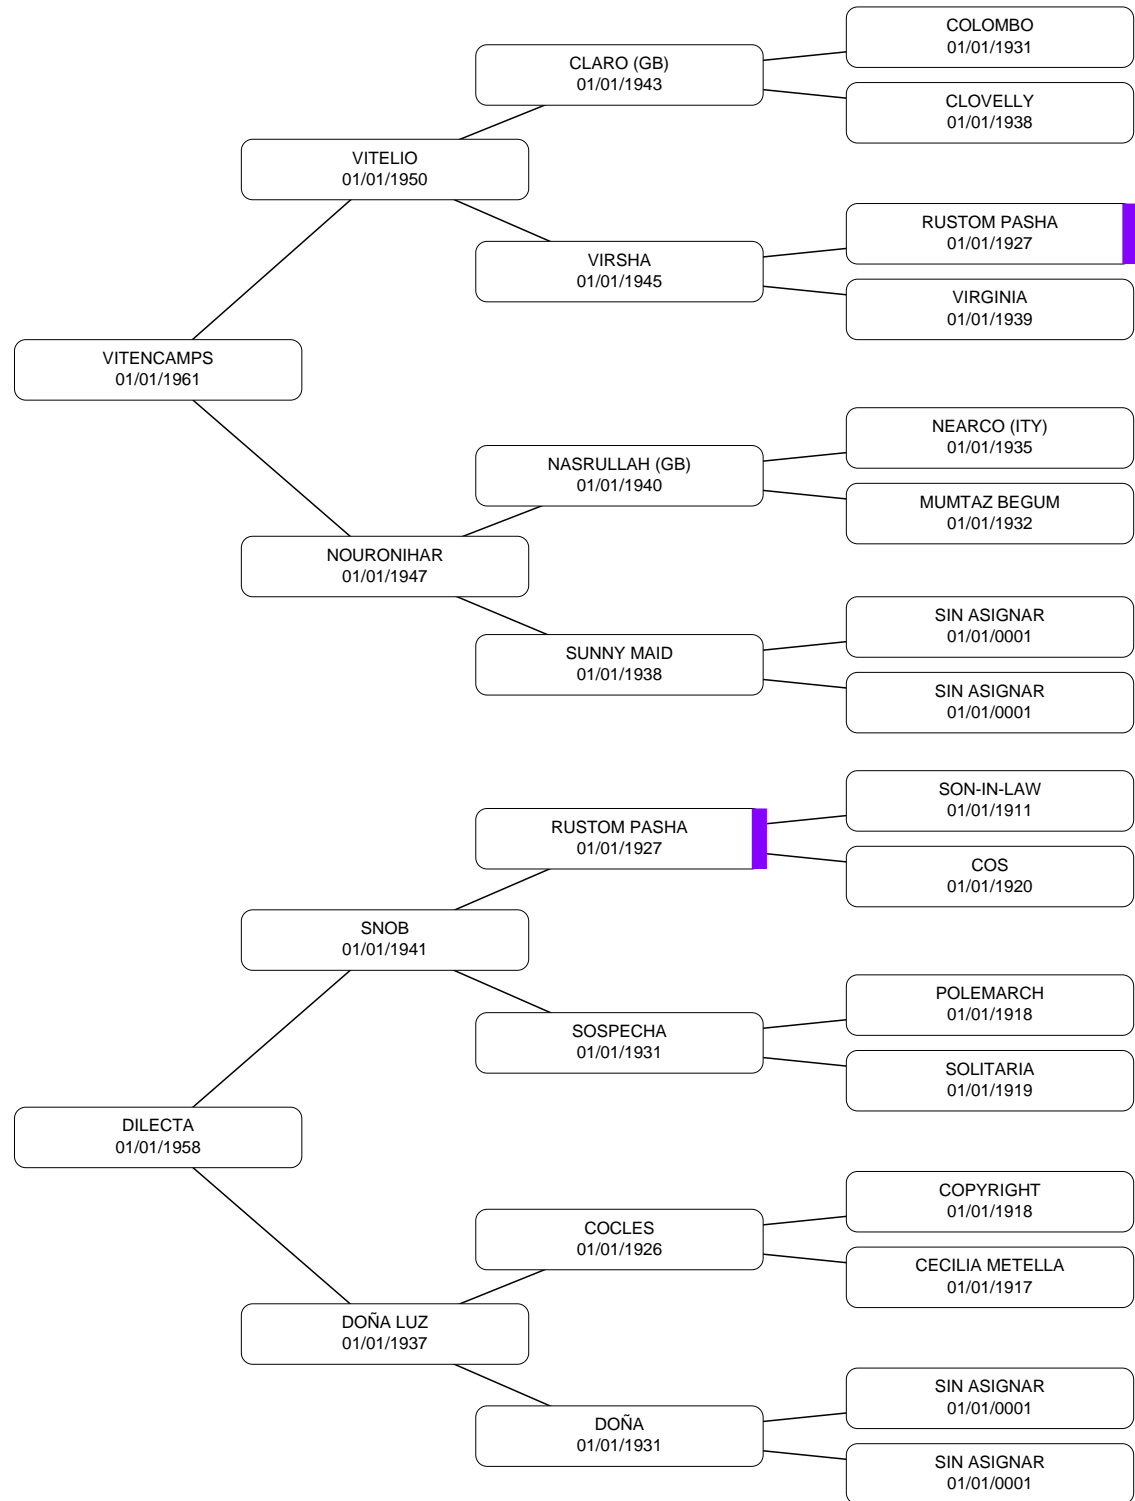 COLOMBO
01/01/1931
CLARO (GB)
01/01/1943
CLOVELLY
01/01/1938
VITELIO
01/01/1950
RUSTOM PASHA
01/01/1927
VIRSHA
01/01/1945
VIRGINIA
01/01/1939
VITENCAMPS
01/01/1961
NEARCO (ITY)
01/01/1935
NASRULLAH (GB)
01/01/1940
MUMTAZ BEGUM
01/01/1932
NOURONIHAR
01/01/1947
SIN ASIGNAR
01/01/0001
SUNNY MAID
01/01/1938
SIN ASIGNAR
01/01/0001
SON-IN-LAW
01/01/1911
RUSTOM PASHA
01/01/1927
COS
01/01/1920
SNOB
01/01/1941
POLEMARCH
01/01/1918
SOSPECHA
01/01/1931
SOLITARIA
01/01/1919
DILECTA
01/01/1958
COPYRIGHT
01/01/1918
COCLES
01/01/1926
CECILIA METELLA
01/01/1917
DOÑA LUZ
01/01/1937
SIN ASIGNAR
01/01/0001
DOÑA
01/01/1931
SIN ASIGNAR
01/01/0001